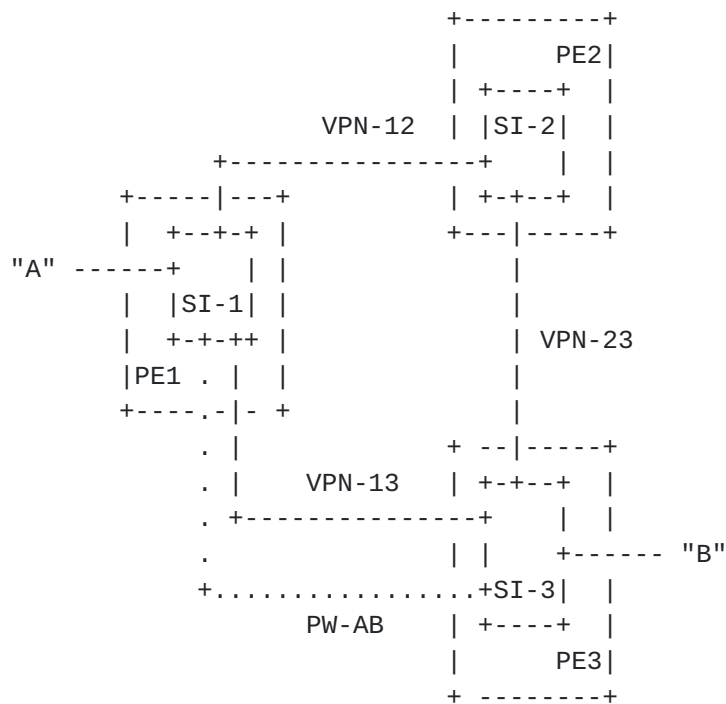 PE2
VPN-12 SI-2
"A"
SI-1
VPN-23
PE1
VPN-13
"B"
SI-3
PW-AB
PE3